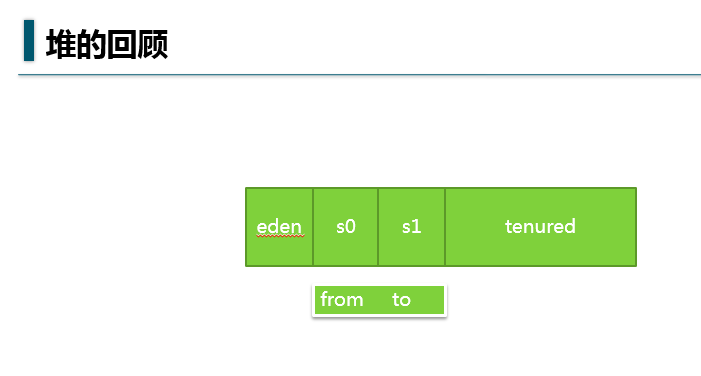 堆的回顾
eden s0 s1 tenured
from to